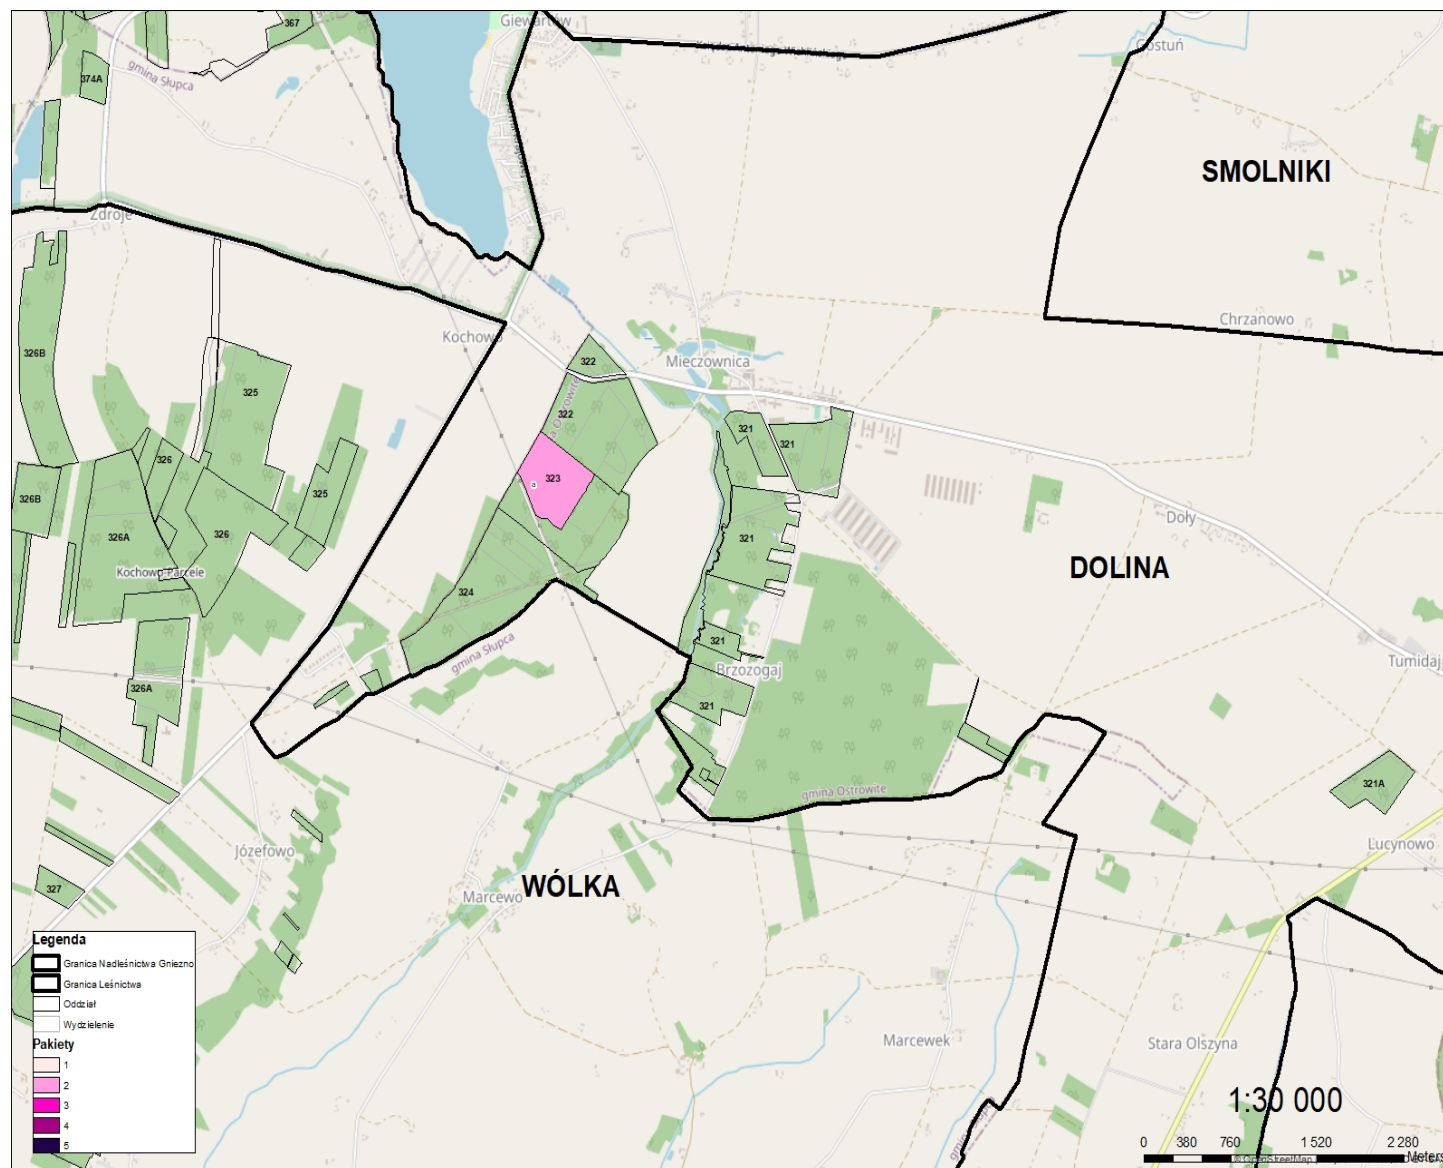 Giewartów
367
374A
gmina Słupca
Gostuń
SMOLNIKI
Zdroje
Chrzanowo
Kochowo
Mieczownica
326B
322
325
322
321
321
326
323
a
326B
325
326A
326
Doły
321
Kochowo-Parcele
DOLINA
324
321
gmina Słupca
Brzozogaj
Tumidaj
326A
321
321A
gmina Ostrowite
Józefowo
Lucynowo
327
WÓLKA
Marcewo
Marcewek
Stara Olszyna
Legenda
Granica Nadleśnictwa Gniezno
Granica Leśnictwa
Oddział
Wydzielenie
Pakiety
1
2
3
4
5
1:30 000
0 380 760 1 520 2 280
Meters
© OpenStreetMap